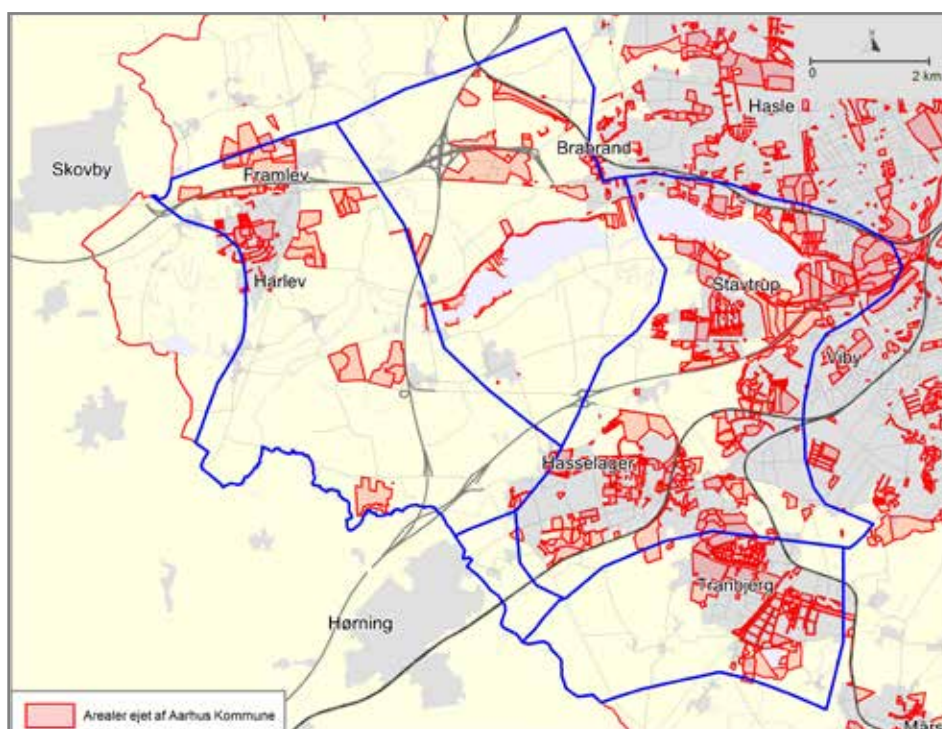 0 2 km
Hasle
Brabrand
Skovby
Framlev
Harlev
Stavtrup
Viby
Hasselager
Tranbjerg
Hørning
Arealer ejet af Aarhus Kommune